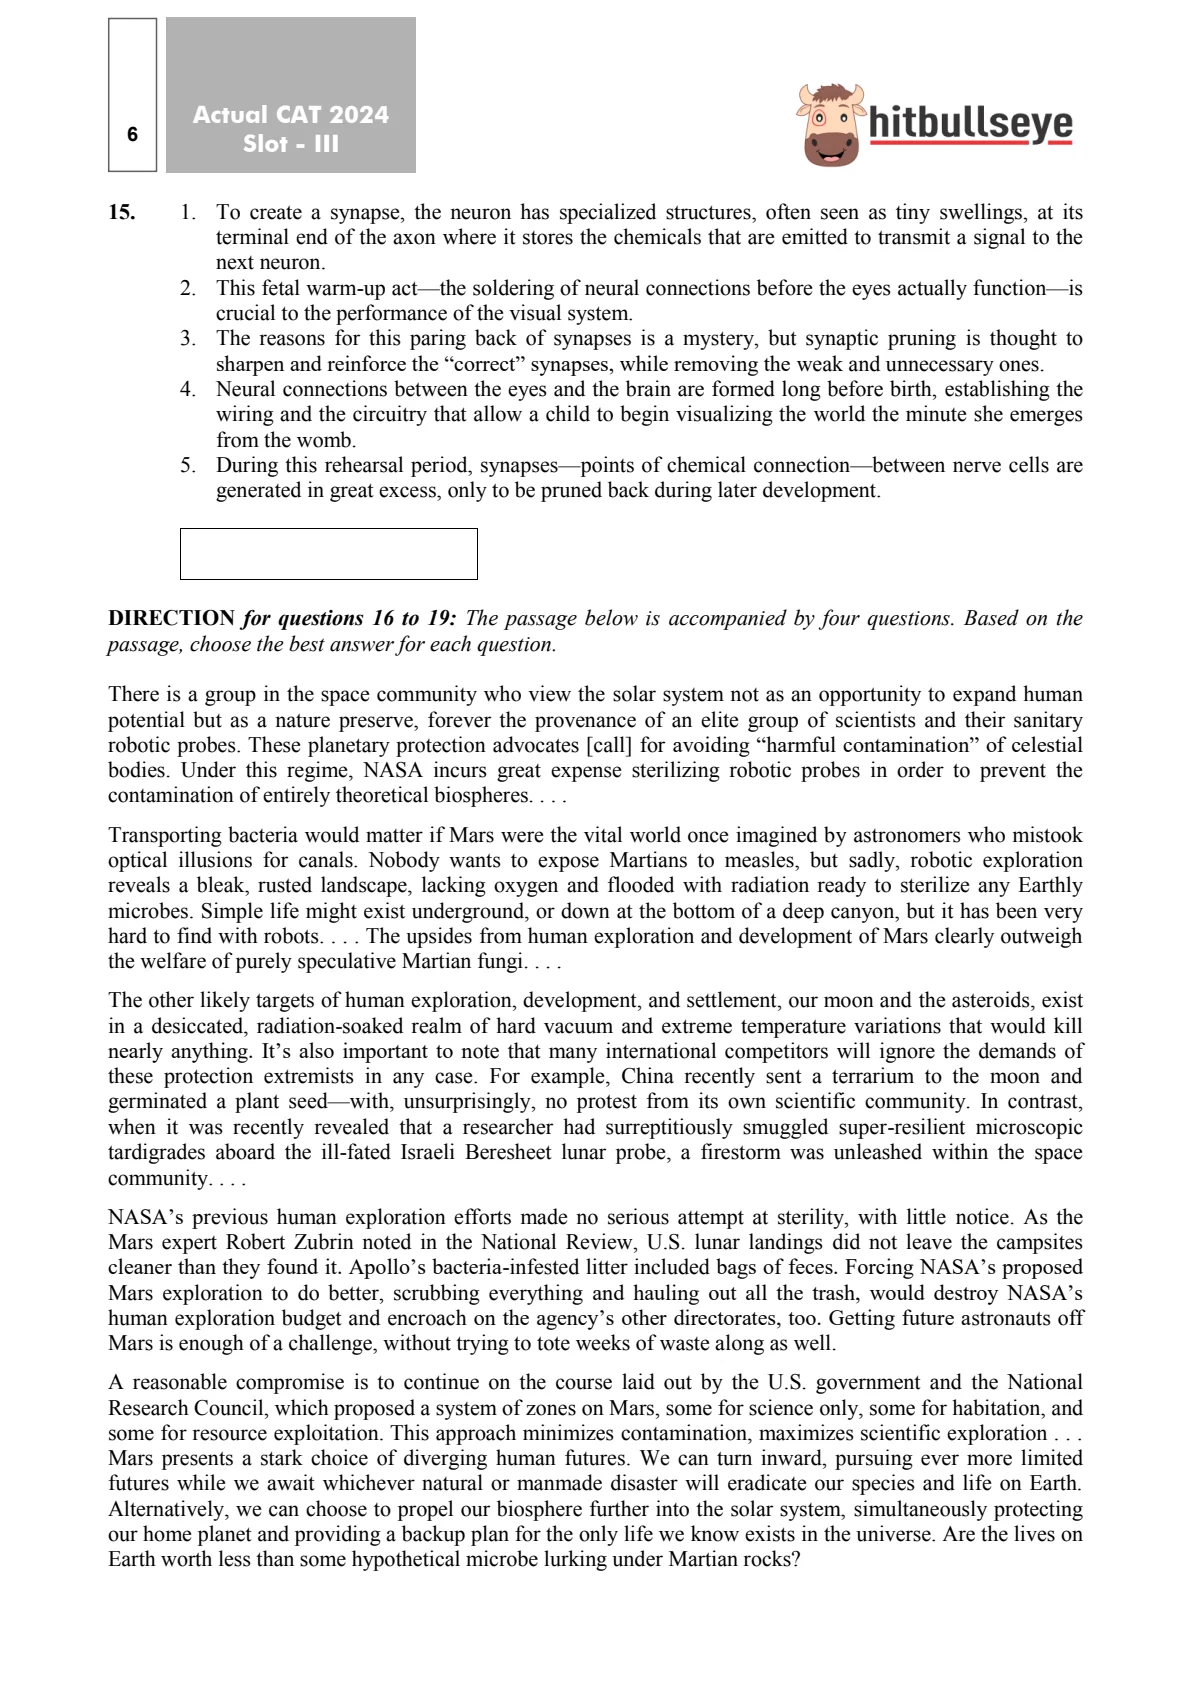 6
Actual CAT 2024
Slot - III
hitbullseye
15. 1. To create a synapse, the neuron has specialized structures, often seen as tiny swellings, at its
terminal end of the axon where it stores the chemicals that are emitted to transmit a signal to the
next neuron.
2. This fetal warm-up act—the soldering of neural connections before the eyes actually function—is
crucial to the performance of the visual system.
3. The reasons for this paring back of synapses is a mystery, but synaptic pruning is thought to
sharpen and reinforce the “correct” synapses, while removing the weak and unnecessary ones.
4. Neural connections between the eyes and the brain are formed long before birth, establishing the
wiring and the circuitry that allow a child to begin visualizing the world the minute she emerges
from the womb.
5. During this rehearsal period, synapses—points of chemical connection—between nerve cells are
generated in great excess, only to be pruned back during later development.
DIRECTION for questions 16 to 19: The passage below is accompanied by four questions. Based on the
passage, choose the best answer for each question.
There is a group in the space community who view the solar system not as an opportunity to expand human
potential but as a nature preserve, forever the provenance of an elite group of scientists and their sanitary
robotic probes. These planetary protection advocates [call] for avoiding “harmful contamination” of celestial
bodies. Under this regime, NASA incurs great expense sterilizing robotic probes in order to prevent the
contamination of entirely theoretical biospheres. . . .
Transporting bacteria would matter if Mars were the vital world once imagined by astronomers who mistook
optical illusions for canals. Nobody wants to expose Martians to measles, but sadly, robotic exploration
reveals a bleak, rusted landscape, lacking oxygen and flooded with radiation ready to sterilize any Earthly
microbes. Simple life might exist underground, or down at the bottom of a deep canyon, but it has been very
hard to find with robots. . . . The upsides from human exploration and development of Mars clearly outweigh
the welfare of purely speculative Martian fungi. . . .
The other likely targets of human exploration, development, and settlement, our moon and the asteroids, exist
in a desiccated, radiation-soaked realm of hard vacuum and extreme temperature variations that would kill
nearly anything. It’s also important to note that many international competitors will ignore the demands of
these protection extremists in any case. For example, China recently sent a terrarium to the moon and
germinated a plant seed—with, unsurprisingly, no protest from its own scientific community. In contrast,
when it was recently revealed that a researcher had surreptitiously smuggled super-resilient microscopic
tardigrades aboard the ill-fated Israeli Beresheet lunar probe, a firestorm was unleashed within the space
community. . . .
NASA’s previous human exploration efforts made no serious attempt at sterility, with little notice. As the
Mars expert Robert Zubrin noted in the National Review, U.S. lunar landings did not leave the campsites
cleaner than they found it. Apollo’s bacteria-infested litter included bags of feces. Forcing NASA’s proposed
Mars exploration to do better, scrubbing everything and hauling out all the trash, would destroy NASA’s
human exploration budget and encroach on the agency’s other directorates, too. Getting future astronauts off
Mars is enough of a challenge, without trying to tote weeks of waste along as well.
A reasonable compromise is to continue on the course laid out by the U.S. government and the National
Research Council, which proposed a system of zones on Mars, some for science only, some for habitation, and
some for resource exploitation. This approach minimizes contamination, maximizes scientific exploration . . .
Mars presents a stark choice of diverging human futures. We can turn inward, pursuing ever more limited
futures while we await whichever natural or manmade disaster will eradicate our species and life on Earth.
Alternatively, we can choose to propel our biosphere further into the solar system, simultaneously protecting
our home planet and providing a backup plan for the only life we know exists in the universe. Are the lives on
Earth worth less than some hypothetical microbe lurking under Martian rocks?